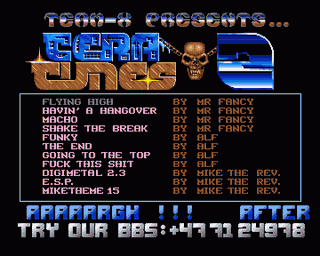 TEAM-X PRESENTS...
TERA
TUNES 2
FLYING HIGH BY MR FANCY
HAVIN' A HANGOVER BY MR FANCY
MACHO BY MR FANCY
SHAKE THE BREAK BY MR FANCY
FUNKY BY ALF
THE END BY ALF
GOING TO THE TOP BY ALF
FUCK THIS SHIT BY ALF
DIGIMETAL 2.3 BY MIKE THE REV.
E.S.P. BY MIKE THE REV.
MIKETHEME 15 BY MIKE THE REV.
AAAAAARGH !!! AFTER
TRY OUR BBS:+47 71 24978